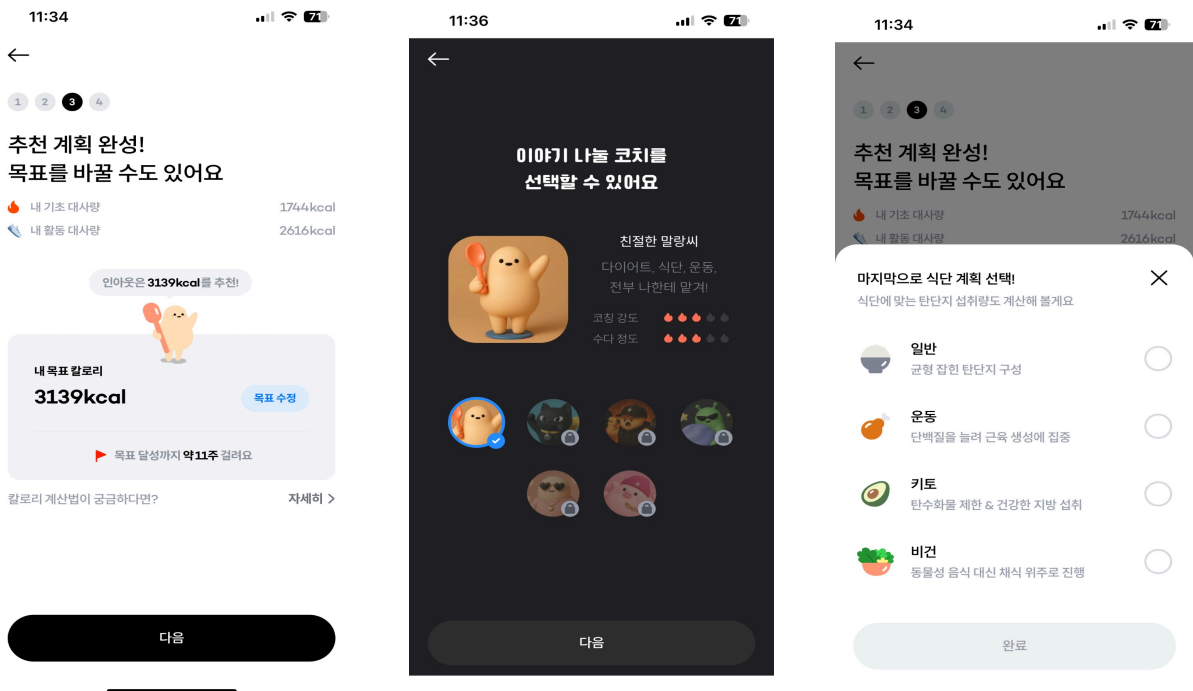 11:34
71
1 2 3 4
추천 계획 완성!
목표를 바꿀 수도 있어요
내 기초 대사량 1744kcal
내 활동 대사량 2616kcal
인아웃은 3139kcal를 추천!
내 목표 칼로리
3139kcal 목표 수정
목표 달성까지 약 11주 걸려요
칼로리 계산법이 궁금하다면? 자세히 >
다음
11:36
71
이야기 나눌 코치를
선택할 수 있어요
친절한 말랑씨
다이어트, 식단, 운동,
전부 나한테 맡겨!
코칭 강도
수다 정도
다음
11:34
71
1 2 3 4
추천 계획 완성!
목표를 바꿀 수도 있어요
내 기초 대사량 1744kcal
내 활동 대사량 2616kcal
마지막으로 식단 계획 선택!
식단에 맞는 탄단지 섭취량도 계산해 볼게요
일반
균형 잡힌 탄단지 구성
운동
단백질을 늘려 근육 생성에 집중
키토
탄수화물 제한 & 건강한 지방 섭취
비건
동물성 음식 대신 채식 위주로 진행
완료